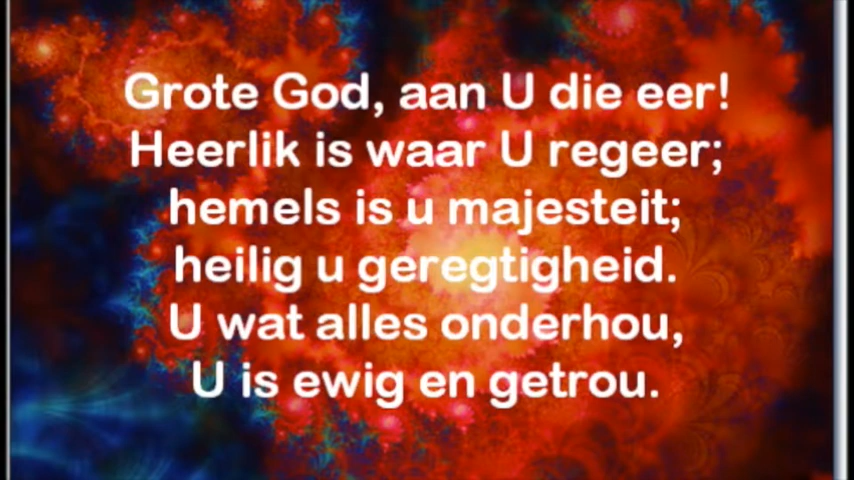 Grote God, aan U die eer!
Heerlik is waar U regeer;
hemels is u majesteit;
heilig u geregtigheid.
U wat alles onderhou,
U is ewig en getrou.